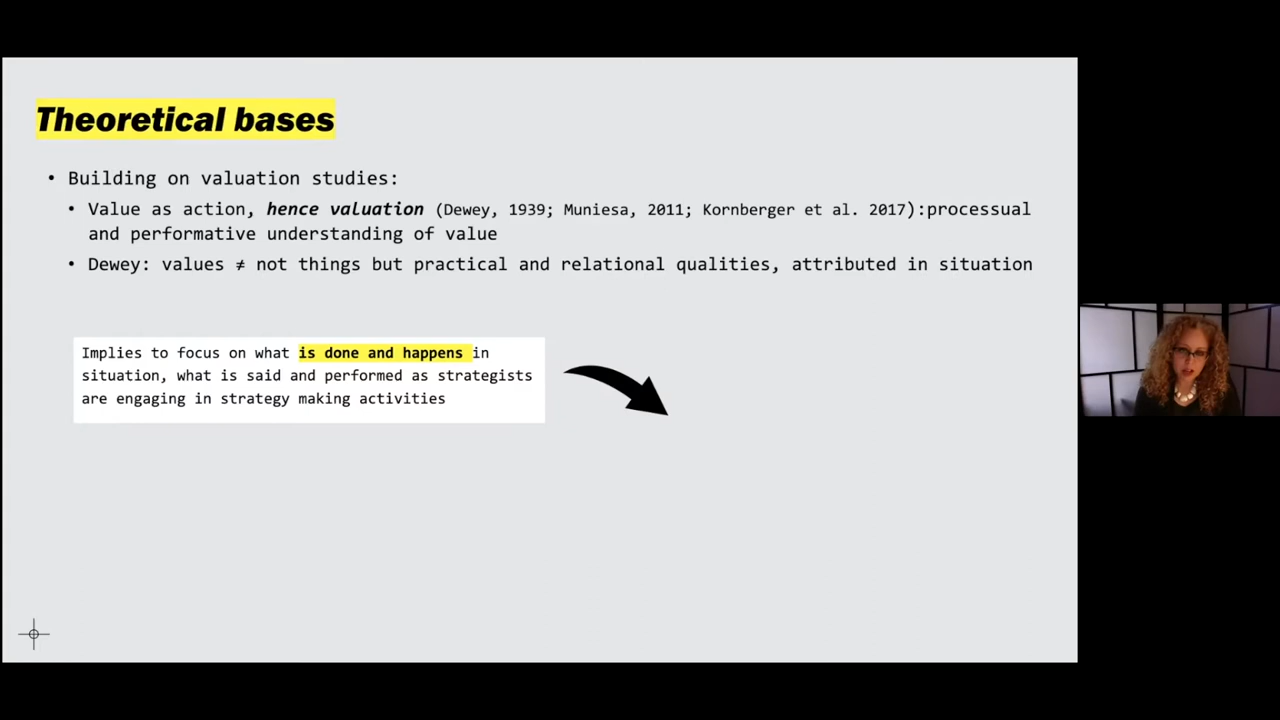 Theoretical bases
• Building on valuation studies:
• Value as action, hence valuation (Dewey, 1939; Muniesa, 2011; Kornberger et al. 2017):processual
and performative understanding of value
• Dewey: values ≠ not things but practical and relational qualities, attributed in situation
Implies to focus on what is done and happens in
situation, what is said and performed as strategists
are engaging in strategy making activities